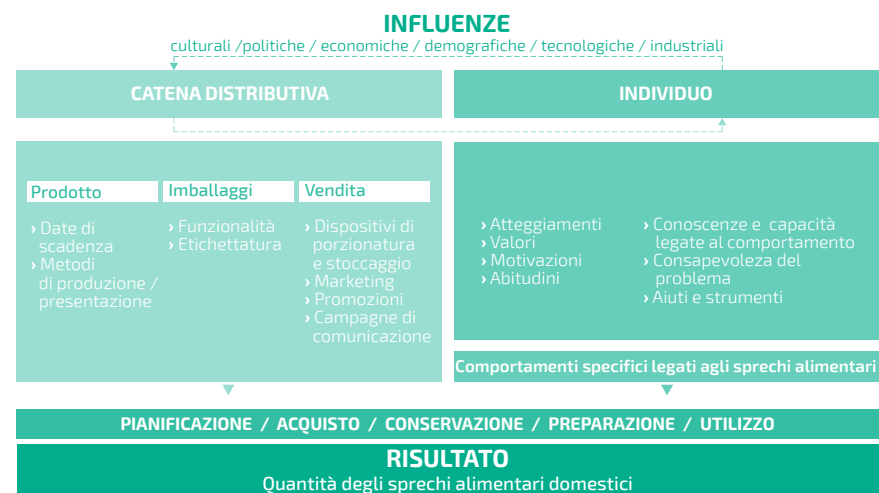 INFLUENZE
culturali /politiche / economiche / demografiche / tecnologiche / industriali
CATENA DISTRIBUTIVA
INDIVIDUO
Prodotto
› Date di
scadenza
› Metodi
di produzione /
presentazione
Imballaggi
› Funzionalità
› Etichettatura
Vendita
› Dispositivi di
porzionatura
e stoccaggio
› Marketing
› Promozioni
› Campagne di
comunicazione
› Atteggiamenti
› Valori
› Motivazioni
› Abitudini
› Conoscenze e capacità
legate al comportamento
› Consapevoleza del
problema
› Aiuti e strumenti
Comportamenti specifici legati agli sprechi alimentari
PIANIFICAZIONE / ACQUISTO / CONSERVAZIONE / PREPARAZIONE / UTILIZZO
RISULTATO
Quantità degli sprechi alimentari domestici